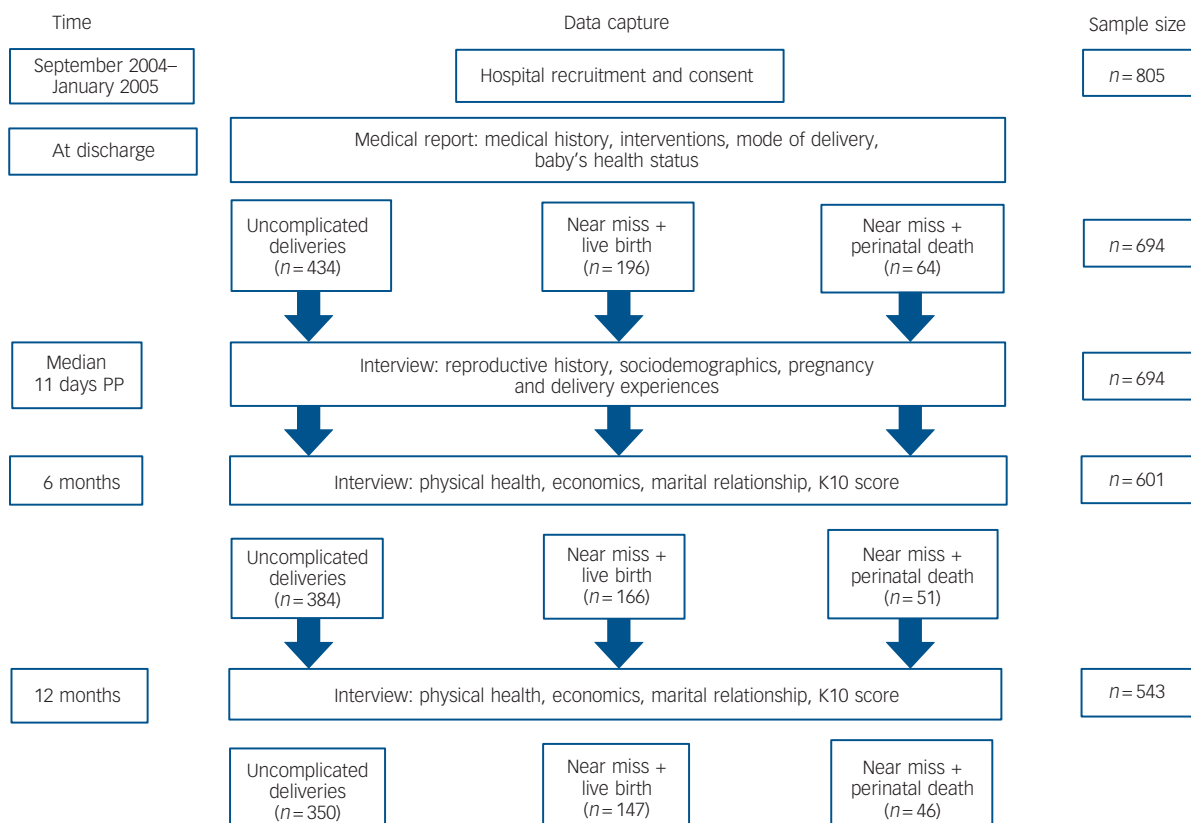 Time
Data capture
Sample size
September 2004–
January 2005
Hospital recruitment and consent
n=805
At discharge
Medical report: medical history, interventions, mode of delivery,
baby's health status
Uncomplicated
deliveries
(n=434)
Near miss +
live birth
(n=196)
Near miss +
perinatal death
(n=64)
n=694
Median
11 days PP
Interview: reproductive history, sociodemographics, pregnancy
and delivery experiences
n=694
6 months
Interview: physical health, economics, marital relationship, K10 score
n=601
Uncomplicated
deliveries
(n=384)
Near miss +
live birth
(n=166)
Near miss +
perinatal death
(n=51)
12 months
Interview: physical health, economics, marital relationship, K10 score
n=543
Uncomplicated
deliveries
(n=350)
Near miss +
live birth
(n=147)
Near miss +
perinatal death
(n=46)